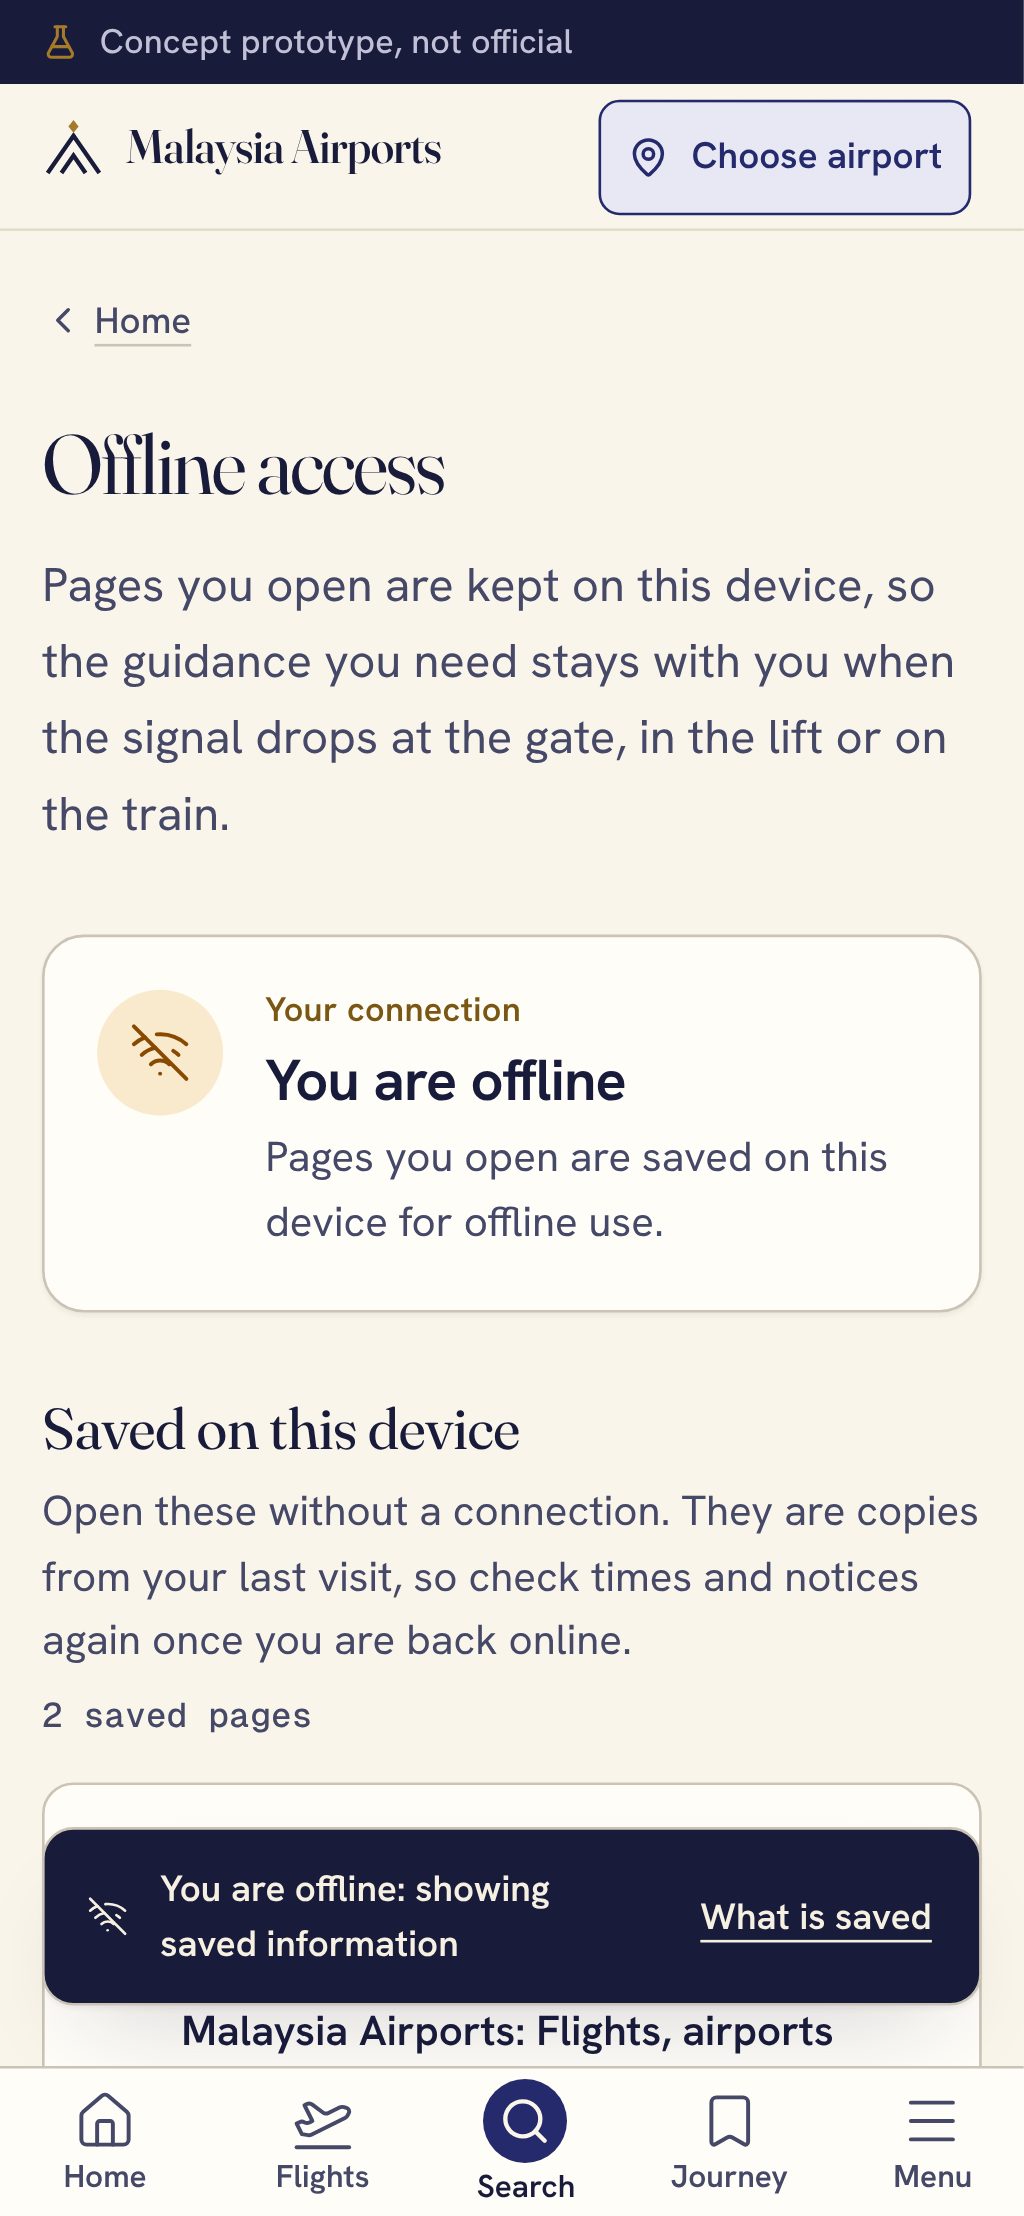 Concept prototype, not official
Malaysia Airports
Choose airport
Home
Offline access
Pages you open are kept on this device, so
the guidance you need stays with you when
the signal drops at the gate, in the lift or on
the train.
Your connection
You are offline
Pages you open are saved on this
device for offline use.
Saved on this device
Open these without a connection. They are copies
from your last visit, so check times and notices
again once you are back online.
2 saved pages
You are offline: showing
saved information
What is saved
Malaysia Airports: Flights, airports
Home
Flights
Search
Journey
Menu